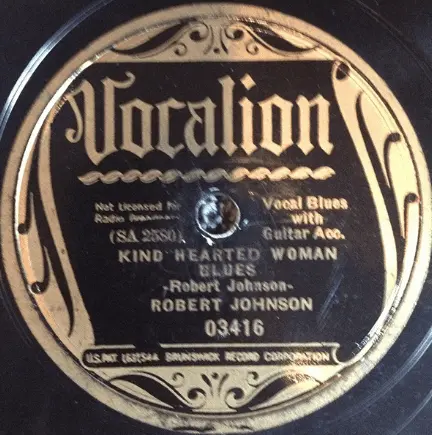 Vocalion
Not Licensed for
Radio Broadcast
(SA 2580)
Vocal Blues
with
Guitar Acc.
KIND HEARTED WOMAN
BLUES
-Robert Johnson-
ROBERT JOHNSON
03416
U.S. PAT. 1637544 BRUNSWICK RECORD CORPORATION